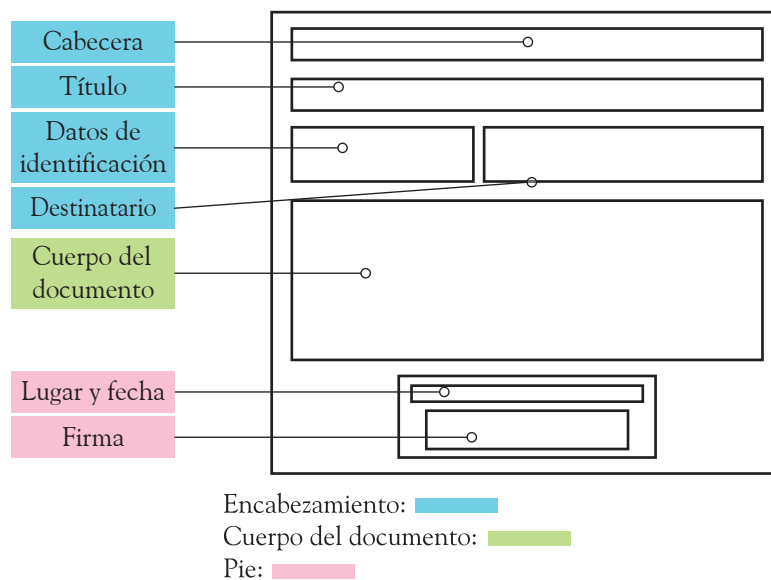 Cabecera
Título
Datos de
identificación
Destinatario
Cuerpo del
documento
Lugar y fecha
Firma
Encabezamiento:
Cuerpo del documento:
Pie: